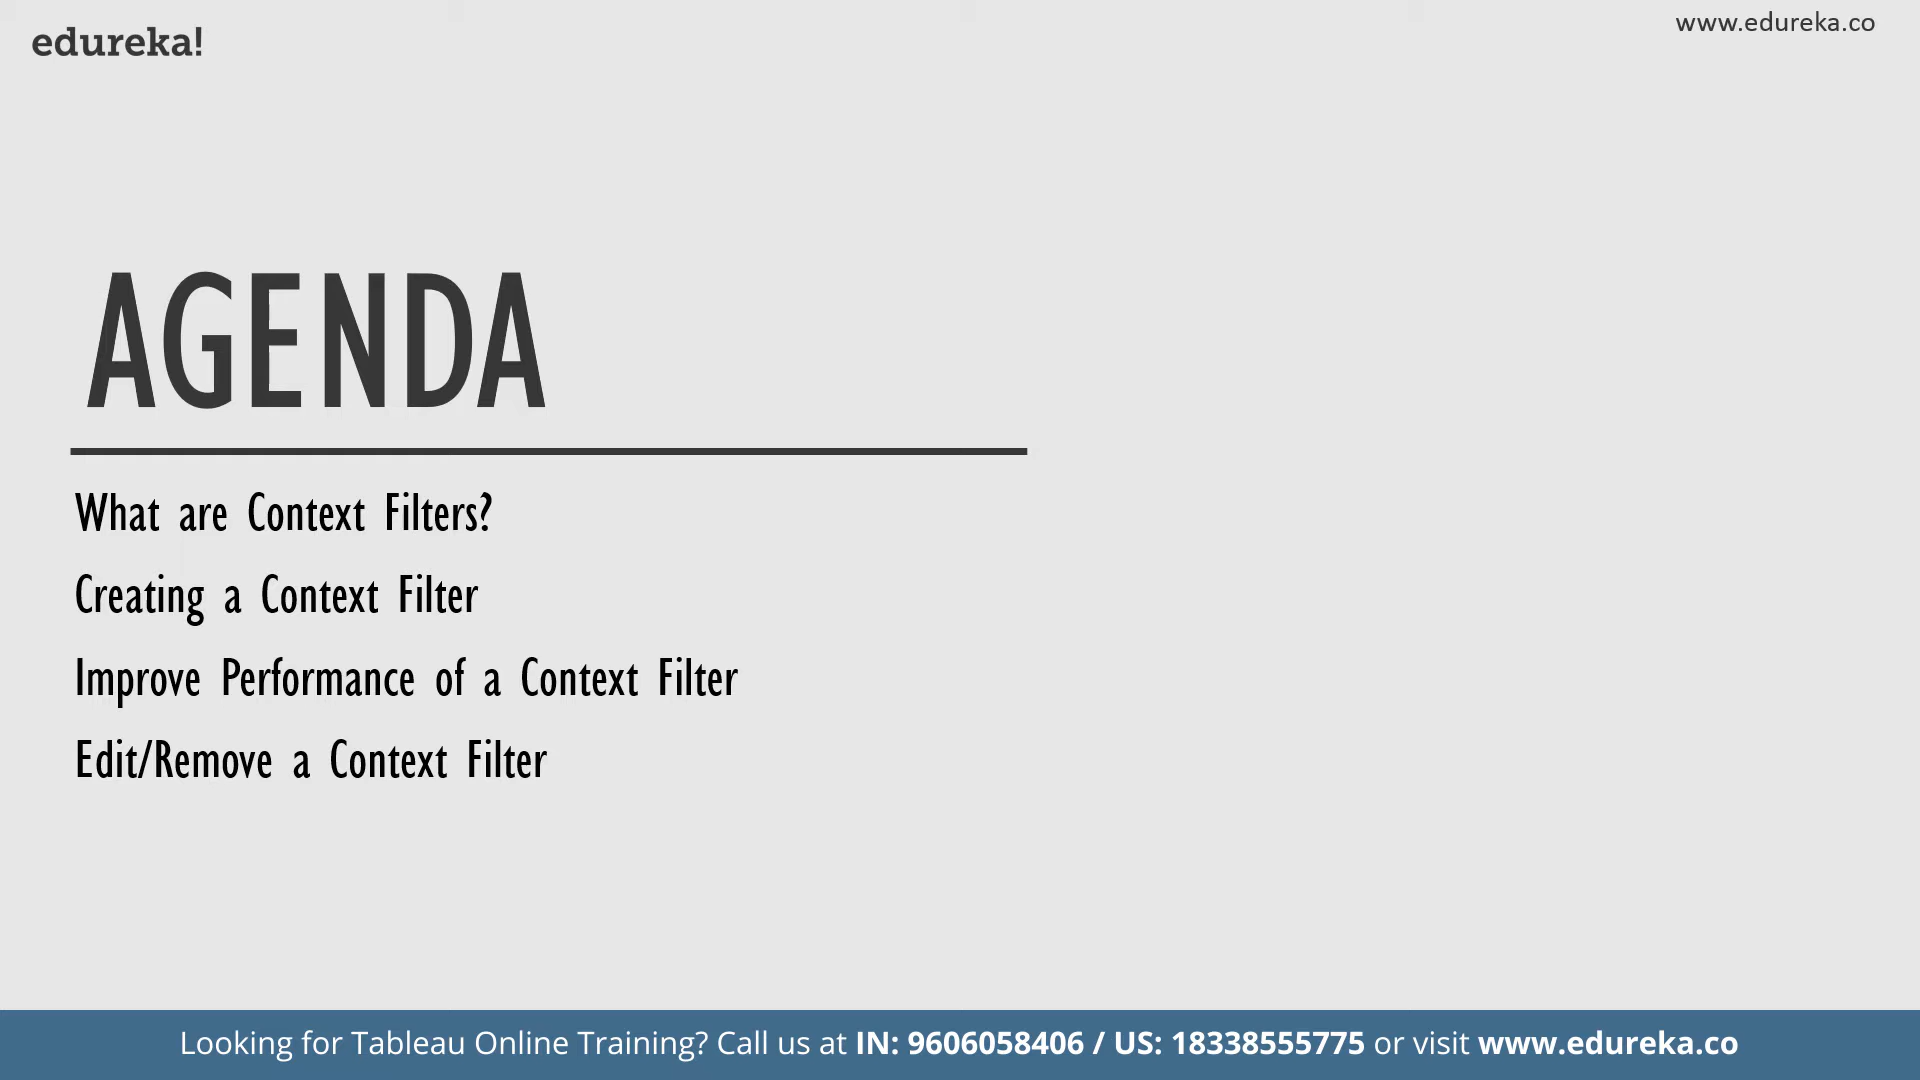 edureka!
www.edureka.co
AGENDA
What are Context Filters?
Creating a Context Filter
Improve Performance of a Context Filter
Edit/Remove a Context Filter
Looking for Tableau Online Training? Call us at IN: 9606058406 / US: 18338555775 or visit www.edureka.co